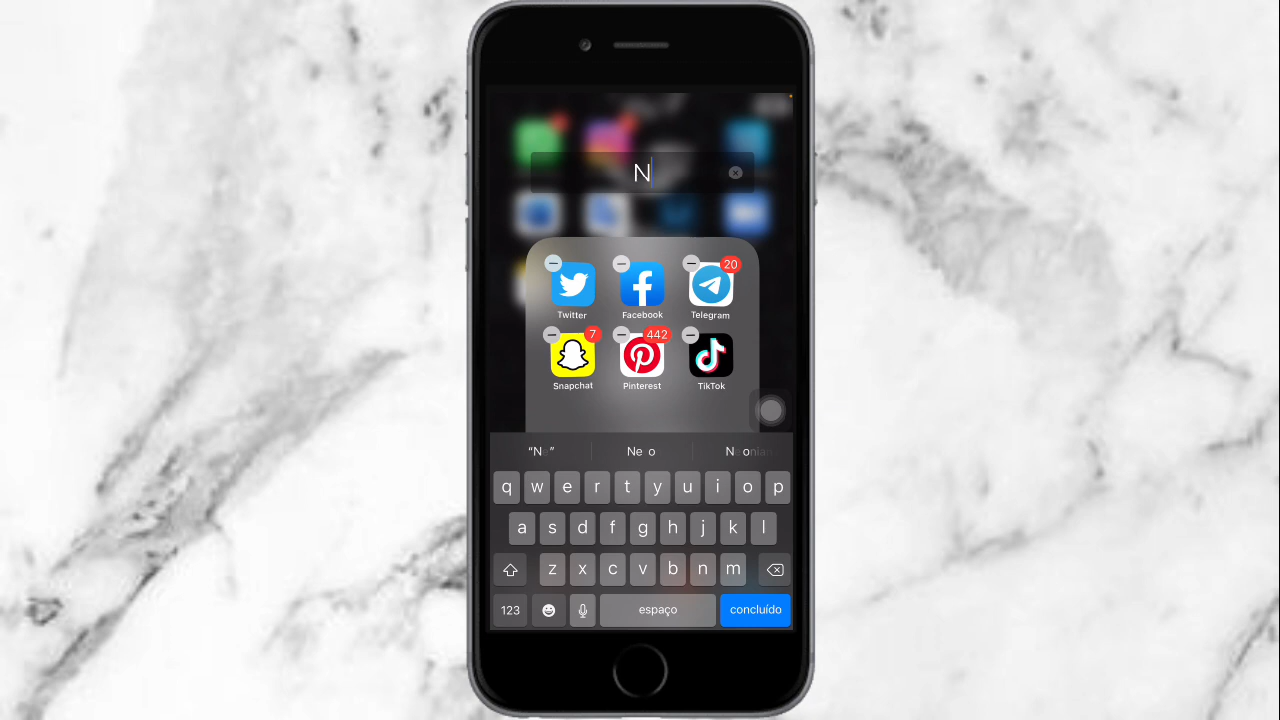 N
20
Twitter Facebook Telegram
7 442
Snapchat Pinterest TikTok
q w e r t y u i o p
a s d f g h j k l
z x c v b n m
123 espaço concluído